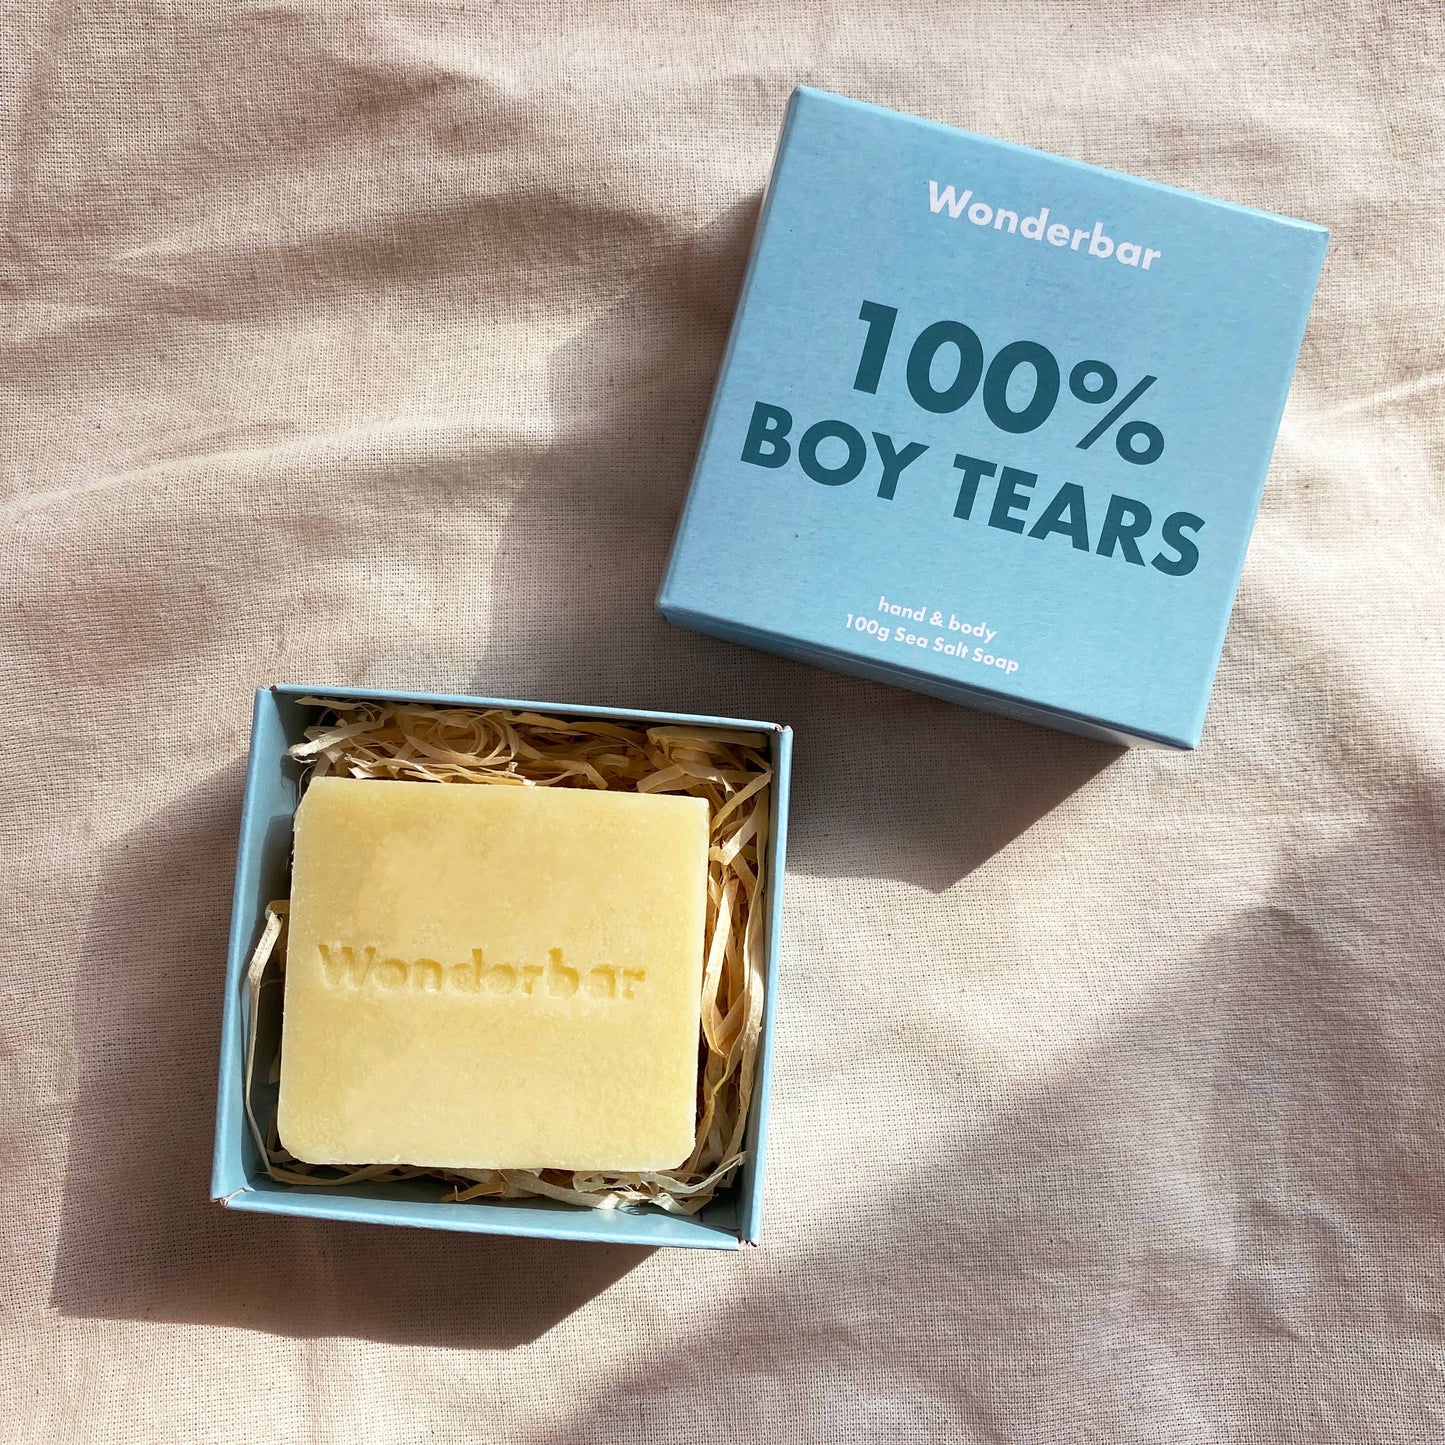 Wonderbar
100%
BOY TEARS
hand & body
100g Sea Salt Soap
Wonderbar